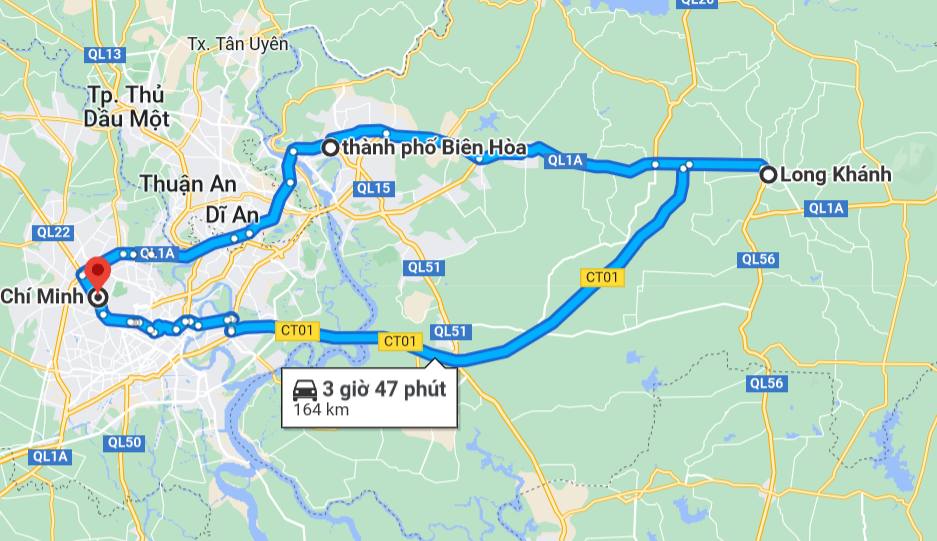 QL20
QL13
Tx. Tân Uyên
Tp. Thủ
Dầu Một
thành phố Biên Hòa
QL1A
Long Khánh
Thuận An
QL15
Dĩ An
QL1A
QL22
QL1A
QL56
QL51
CT01
Chí Minh
CT01
QL51
CT01
3 giờ 47 phút
164 km
QL56
QL50
QL1A